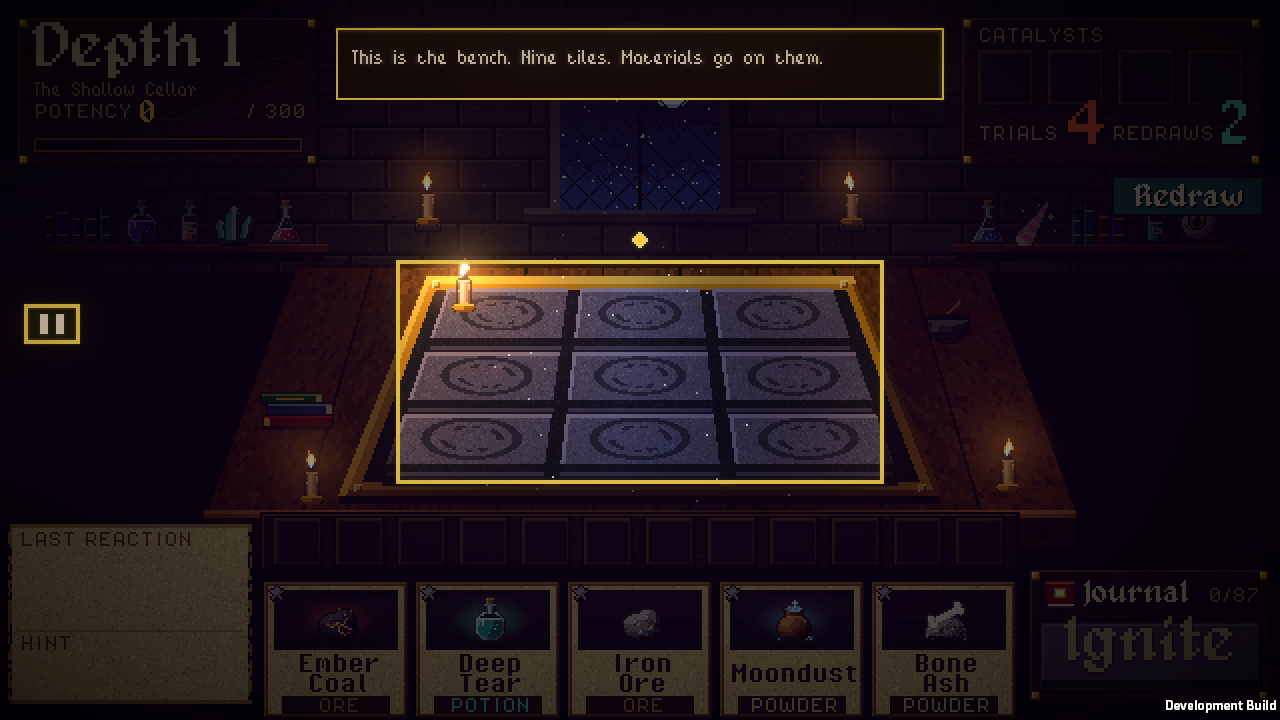 Depth 1
The Shallow Cellar
POTENCY 0 / 300
This is the bench. Nine tiles. Materials go on them.
CATALYSTS
TRIALS 4 REDRAWS 2
Redraw
LAST REACTION
HINT
Ember
Coal
ORE
Deep
Tear
POTION
Iron
Ore
ORE
Moondust
POWDER
Bone
Ash
POWDER
Journal 0/87
Ignite
Development Build